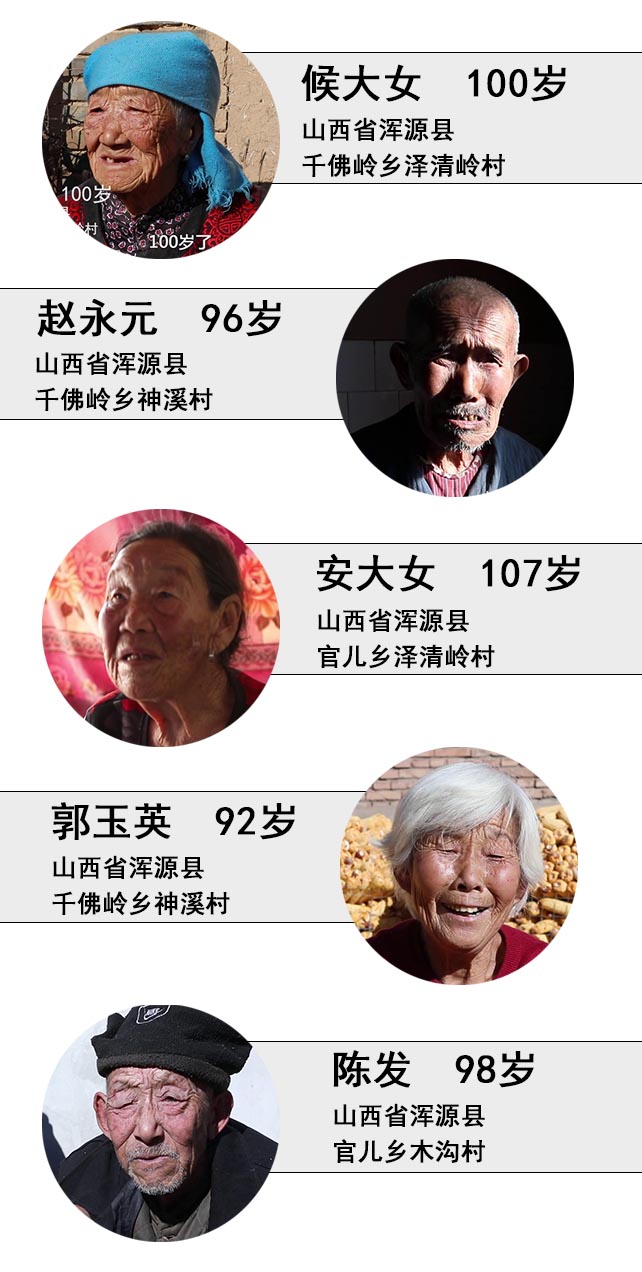 候大女 100岁
山西省浑源县
千佛岭乡泽清岭村
100岁
岭村
100岁了
赵永元 96岁
山西省浑源县
千佛岭乡神溪村
安大女 107岁
山西省浑源县
官儿乡泽清岭村
郭玉英 92岁
山西省浑源县
千佛岭乡神溪村
陈发 98岁
山西省浑源县
官儿乡木沟村